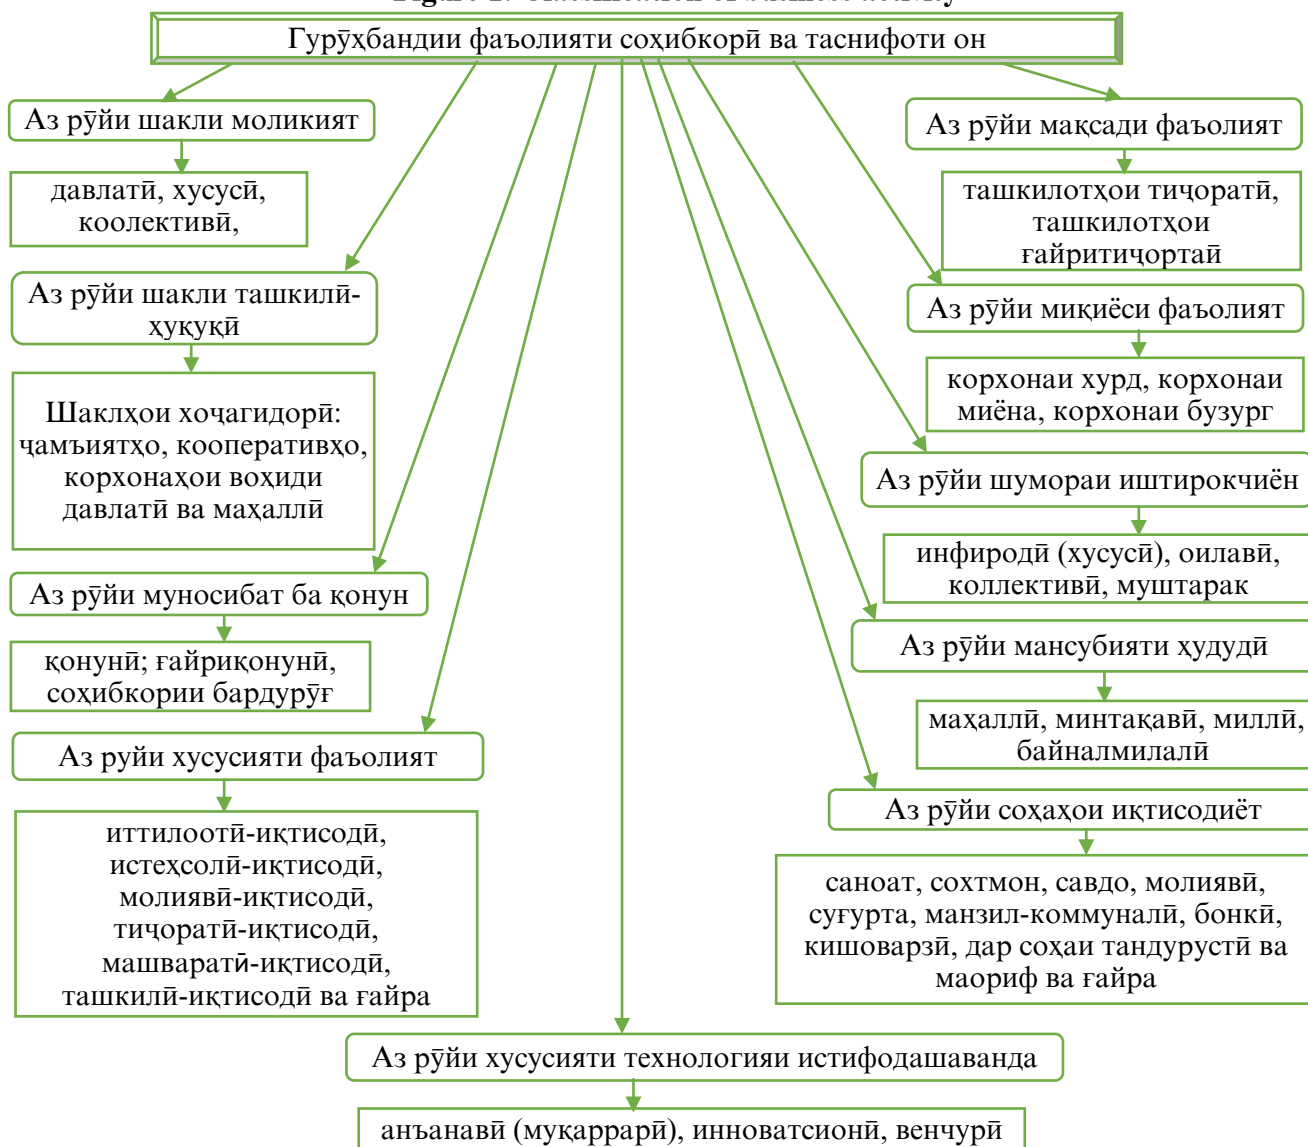 Гурӯҳбандии фаъолияти соҳибкорӣ ва таснифоти он
Аз рӯйи шакли моликият
давлатӣ, хусусӣ,
коолективӣ,
Аз рӯйи шакли ташкилӣ-
ҳуқуқӣ
Шаклҳои хоҷагидорӣ:
ҷамъиятҳо, кооперативҳо,
корхонаҳои воҳиди
давлатӣ ва маҳаллӣ
Аз рӯйи муносибат ба қонун
қонунӣ; ғайриқонунӣ,
соҳибкории бардурӯғ
Аз руйи хусусияти фаъолият
иттилоотӣ-иқтисодӣ,
истеҳсолӣ-иқтисодӣ,
молиявӣ-иқтисодӣ,
тиҷоратӣ-иқтисодӣ,
машваратӣ-иқтисодӣ,
ташкилӣ-иқтисодӣ ва ғайра
Аз рӯйи мақсади фаъолият
ташкилотҳои тиҷоратӣ,
ташкилотҳои
ғайритиҷортаӣ
Аз рӯйи миқиёси фаъолият
корхонаи хурд, корхонаи
миёна, корхонаи бузург
Аз рӯйи шумораи иштирокчиён
инфиродӣ (хусусӣ), оилавӣ,
коллективӣ, муштарак
Аз рӯйи мансубияти ҳудудӣ
маҳаллӣ, минтақавӣ, миллӣ,
байналмилалӣ
Аз рӯйи соҳаҳои иқтисодиёт
саноат, сохтмон, савдо, молиявӣ,
суғурта, манзил-коммуналӣ, бонкӣ,
кишоварзӣ, дар соҳаи тандурустӣ ва
маориф ва ғайра
Аз рӯйи хусусияти технологияи истифодашаванда
анъанавӣ (муқаррарӣ), инноватсионӣ, венчурӣ